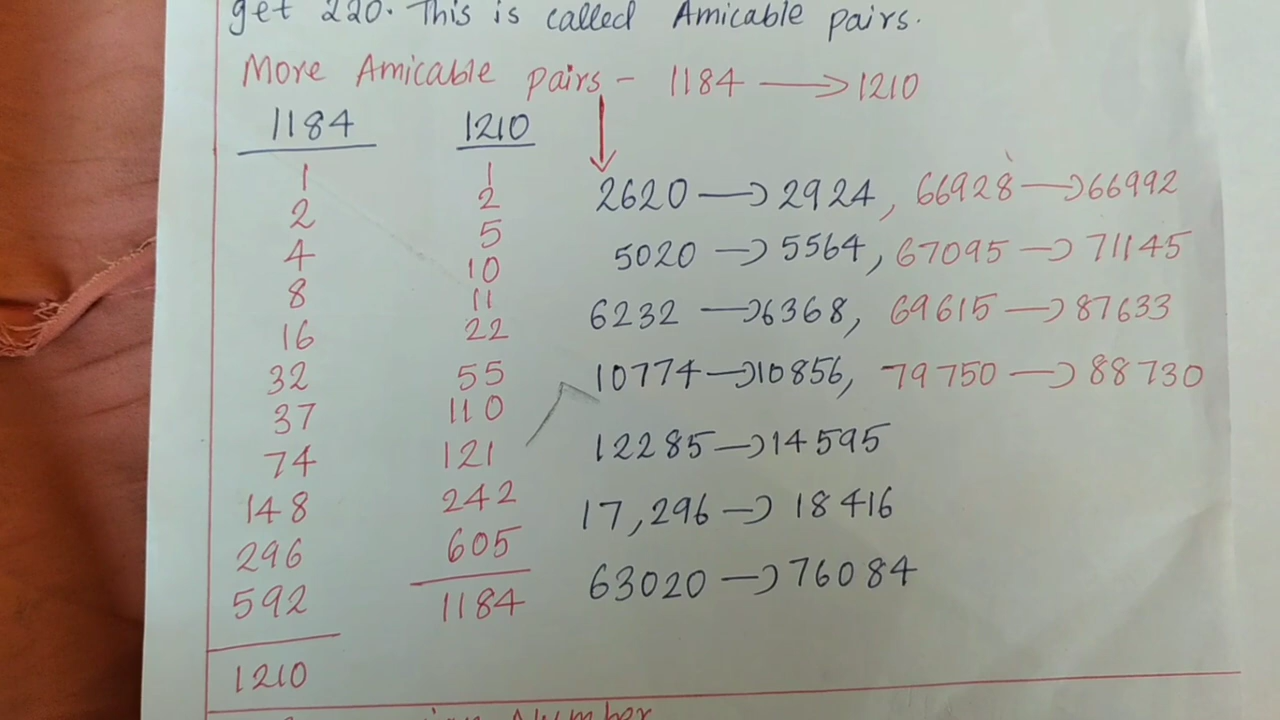 get 220. This is called Amicable pairs.
More Amicable pairs - 1184 → 1210
1184 1210
1 1 2620 → 2924, 66928 → 66992
2 2
4 5 5020 → 5564, 67095 → 71145
8 10
16 11 6232 → 6368, 69615 → 87633
32 22
37 55 10774 → 10856, 79750 → 88730
74 110
148 121 12285 → 14595
296 242 17,296 → 18416
592 605 63020 → 76084
1210 1184
Number